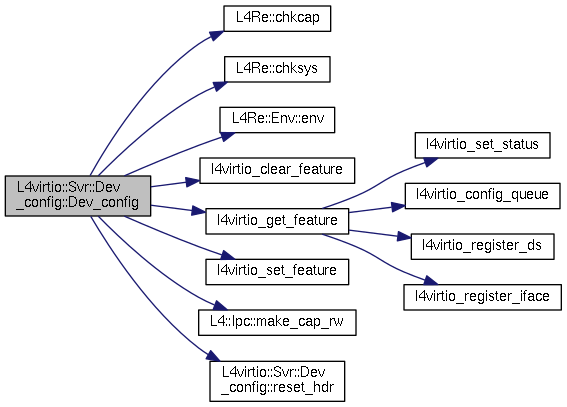 L4Re::chkcap
L4Re::chksys
L4Re::Env::env
l4virtio_clear_feature
l4virtio_set_status
L4virtio::Svr::Dev
_config::Dev_config
l4virtio_get_feature
l4virtio_config_queue
l4virtio_register_ds
l4virtio_set_feature
l4virtio_register_iface
L4::Ipc::make_cap_rw
L4virtio::Svr::Dev
_config::reset_hdr